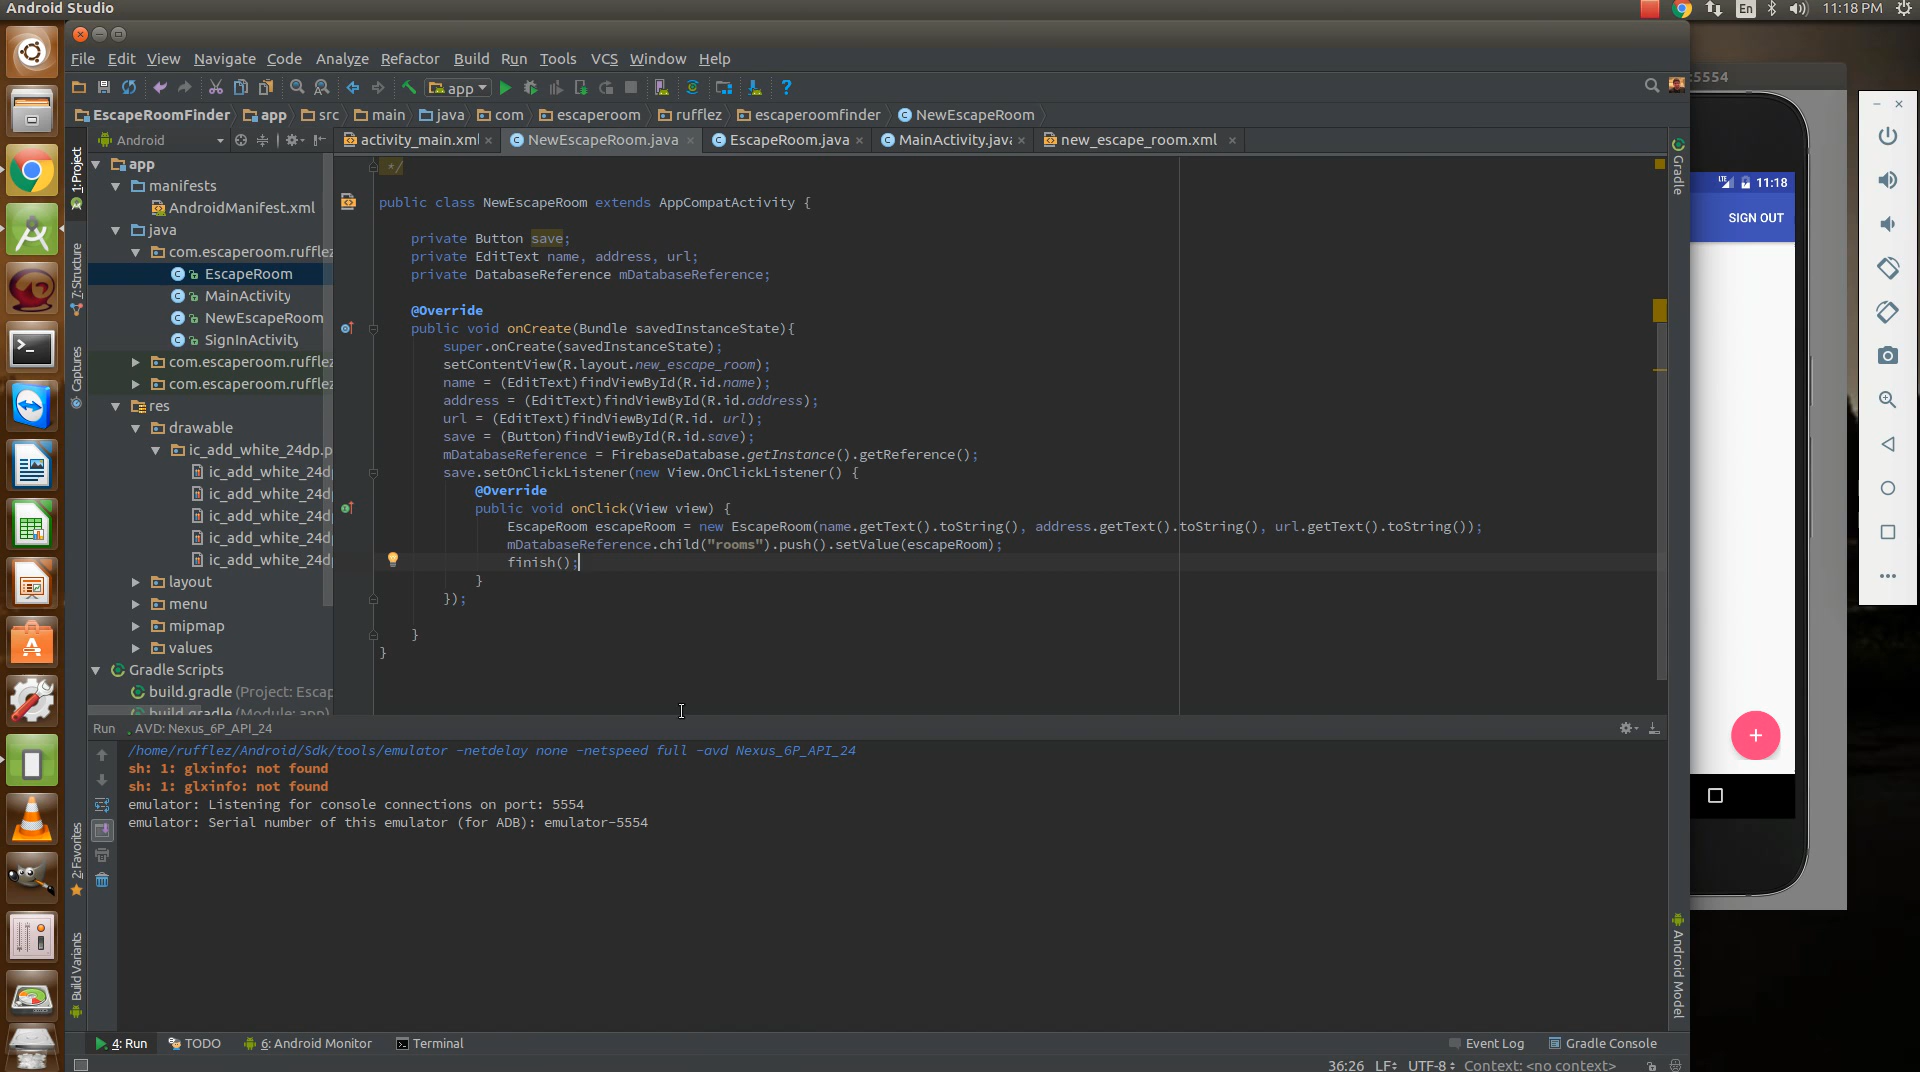 Android Studio
En
11:18 PM
File Edit View Navigate Code Analyze Refactor Build Run Tools VCS Window Help
app
:5554
EscapeRoomFinder app src main java com escaperoom rufflez escaperoomfinder NewEscapeRoom
Android
activity_main.xml NewEscapeRoom.java EscapeRoom.java MainActivity.java new_escape_room.xml
1: Project
7: Structure
Captures
2: Favorites
Build Variants
Gradle
Android Model
app
manifests
AndroidManifest.xml
java
com.escaperoom.rufflez
EscapeRoom
MainActivity
NewEscapeRoom
SignInActivity
com.escaperoom.rufflez
com.escaperoom.rufflez
res
drawable
ic_add_white_24dp.p
ic_add_white_24d
ic_add_white_24d
ic_add_white_24d
ic_add_white_24d
ic_add_white_24d
layout
menu
mipmap
values
Gradle Scripts
build.gradle (Project: Escap
build.gradle (Module: app)
*/
public class NewEscapeRoom extends AppCompatActivity {
private Button save;
private EditText name, address, url;
private DatabaseReference mDatabaseReference;
@Override
public void onCreate(Bundle savedInstanceState){
super.onCreate(savedInstanceState);
setContentView(R.layout.new_escape_room);
name = (EditText)findViewById(R.id.name);
address = (EditText)findViewById(R.id.address);
url = (EditText)findViewById(R.id. url);
save = (Button)findViewById(R.id.save);
mDatabaseReference = FirebaseDatabase.getInstance().getReference();
save.setOnClickListener(new View.OnClickListener() {
@Override
public void onClick(View view) {
EscapeRoom escapeRoom = new EscapeRoom(name.getText().toString(), address.getText().toString(), url.getText().toString());
mDatabaseReference.child("rooms").push().setValue(escapeRoom);
finish();
}
});
}
}
LTE 11:18
SIGN OUT
+
Run AVD: Nexus_6P_API_24
/home/rufflez/Android/Sdk/tools/emulator -netdelay none -netspeed full -avd Nexus_6P_API_24
sh: 1: glxinfo: not found
sh: 1: glxinfo: not found
emulator: Listening for console connections on port: 5554
emulator: Serial number of this emulator (for ADB): emulator-5554
4: Run TODO 6: Android Monitor Terminal Event Log Gradle Console
36:26 LF÷ UTF-8÷ Context: <no context>